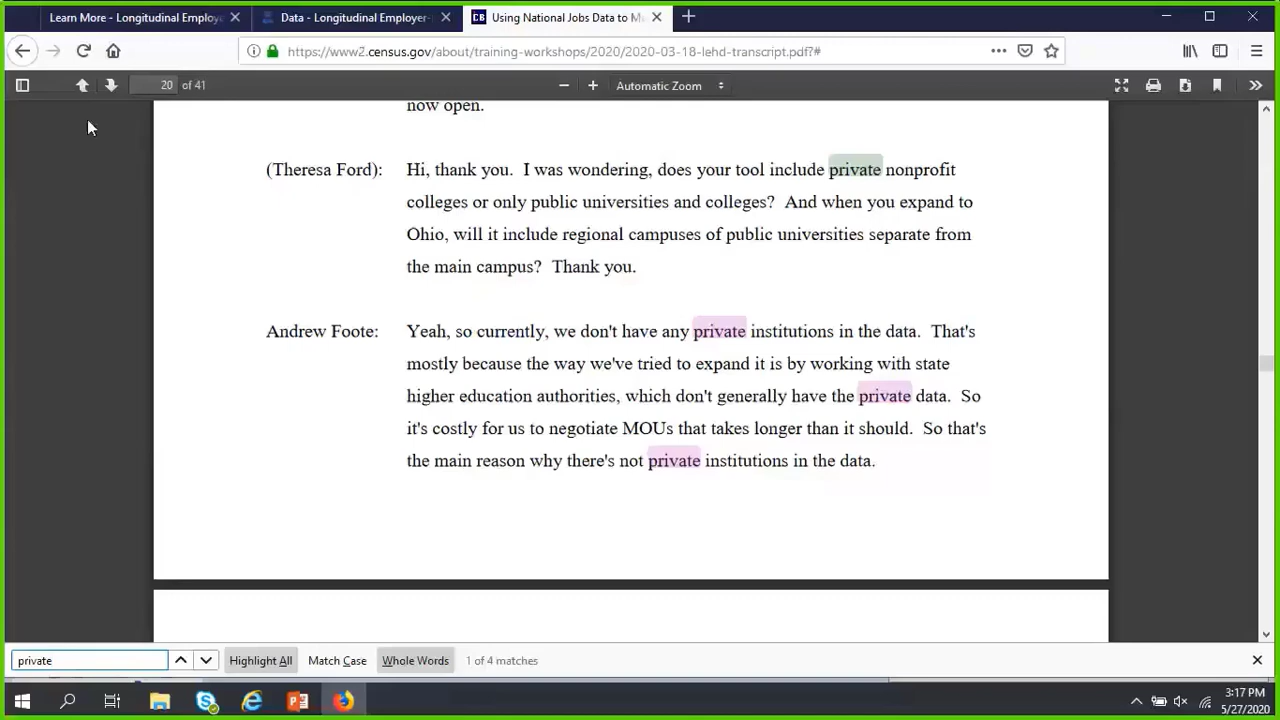 Learn More - Longitudinal Employe
Data - Longitudinal Employer-
CB
Using National Jobs Data to M
https://www2.census.gov/about/training-workshops/2020/2020-03-18-lehd-transcript.pdf?#
20 of 41
Automatic Zoom
now open.
(Theresa Ford): Hi, thank you. I was wondering, does your tool include private nonprofit
colleges or only public universities and colleges? And when you expand to
Ohio, will it include regional campuses of public universities separate from
the main campus? Thank you.
Andrew Foote: Yeah, so currently, we don't have any private institutions in the data. That's
mostly because the way we've tried to expand it is by working with state
higher education authorities, which don't generally have the private data. So
it's costly for us to negotiate MOUs that takes longer than it should. So that's
the main reason why there's not private institutions in the data.
private
Highlight All
Match Case
Whole Words
1 of 4 matches
3:17 PM
5/27/2020